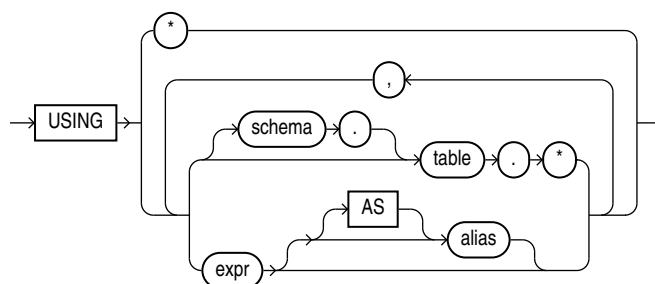 *
,
USING
schema .
table . *
AS
alias
expr